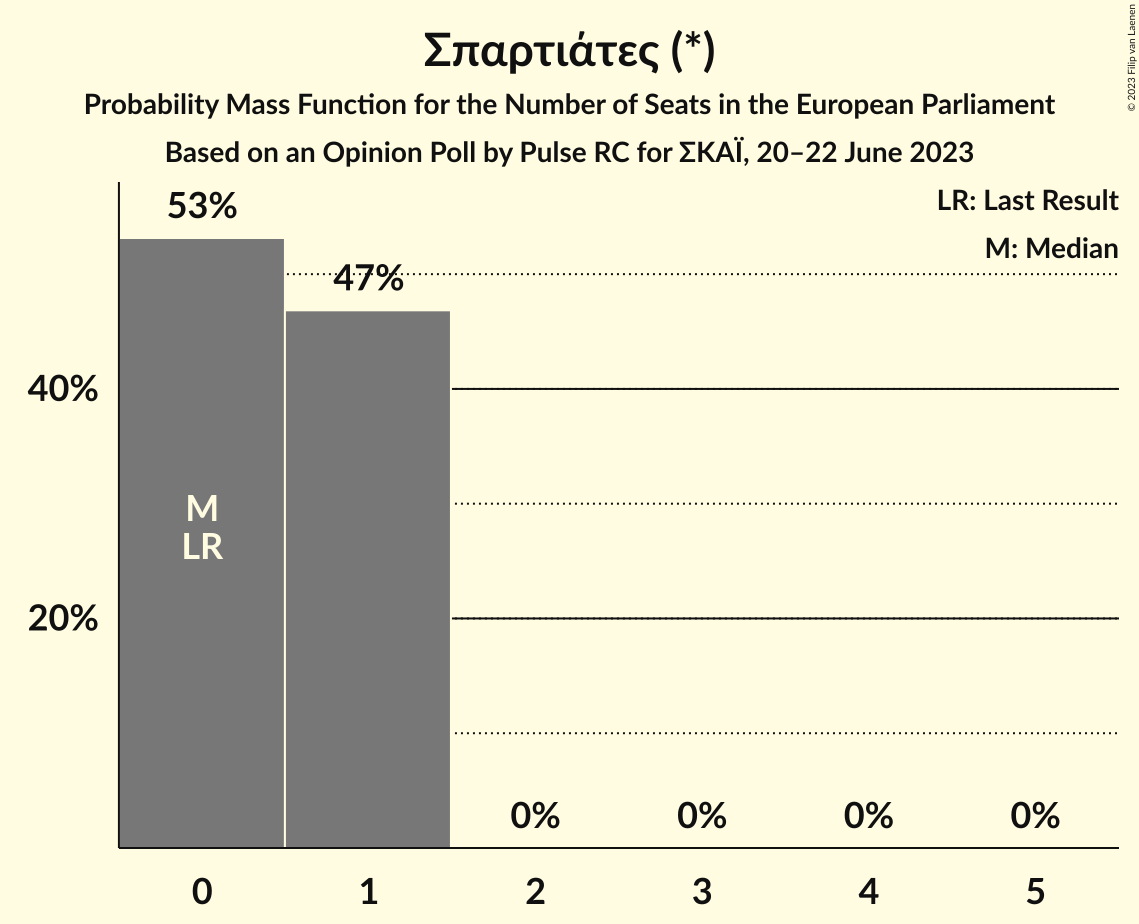 Σπαρτιάτες (*)
Probability Mass Function for the Number of Seats in the European Parliament
Based on an Opinion Poll by Pulse RC for ΣΚΑΪ, 20–22 June 2023
© 2023 Filip van Laenen
LR: Last Result
M: Median
53%
47%
40%
20%
M
LR
0%
0%
0%
0%
0
1
2
3
4
5